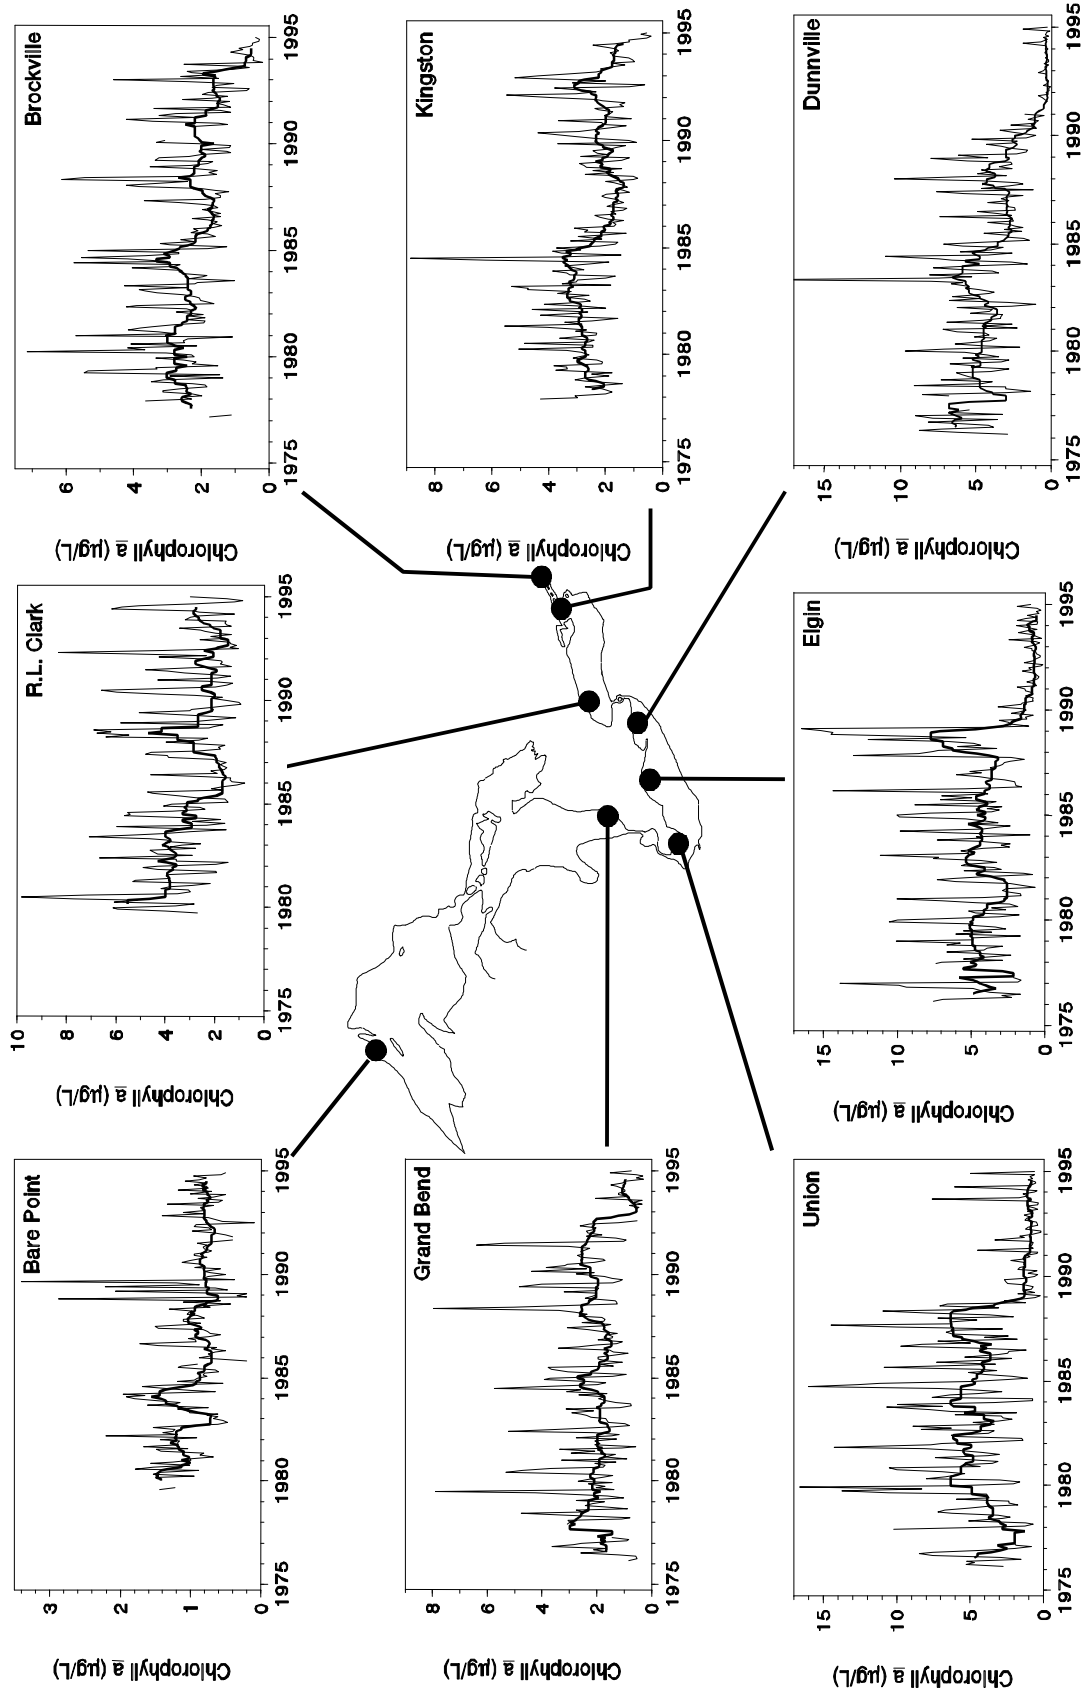 Bare Point
Chlorophyll a (µg/L)
3
2
1
0
1975 1980 1985 1990 1995
R.L. Clark
Chlorophyll a (µg/L)
10
8
6
4
2
0
1975 1980 1985 1990 1995
Brockville
Chlorophyll a (µg/L)
6
4
2
0
1975 1980 1985 1990 1995
Grand Bend
Chlorophyll a (µg/L)
8
6
4
2
0
1975 1980 1985 1990 1995
Kingston
Chlorophyll a (µg/L)
8
6
4
2
0
1975 1980 1985 1990 1995
Union
Chlorophyll a (µg/L)
15
10
5
0
1975 1980 1985 1990 1995
Elgin
Chlorophyll a (µg/L)
15
10
5
0
1975 1980 1985 1990 1995
Dunnville
Chlorophyll a (µg/L)
15
10
5
0
1975 1980 1985 1990 1995